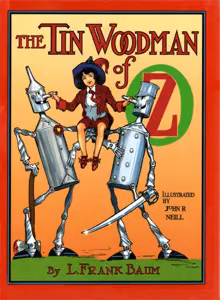 THE TIN WOODMAN
of
OZ
ILLUSTRATED
BY
JOHN R
NEILL
BY L. FRANK BAUM